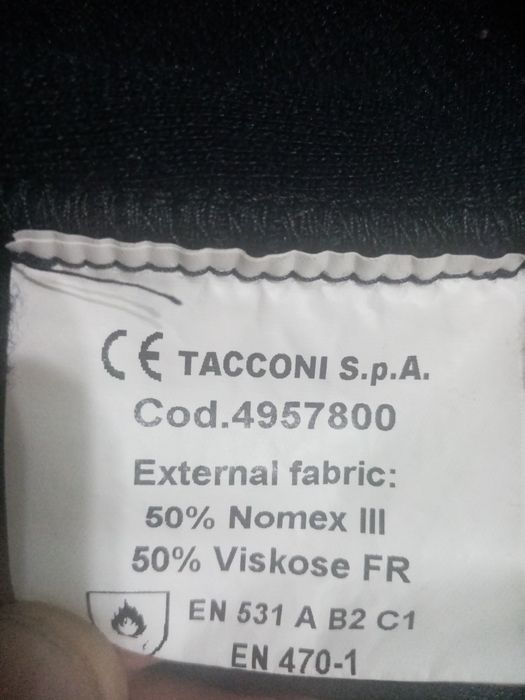 CE TACCONI S.p.A.
Cod.4957800
External fabric:
50% Nomex III
50% Viskose FR
EN 531 A B2 C1
EN 470-1